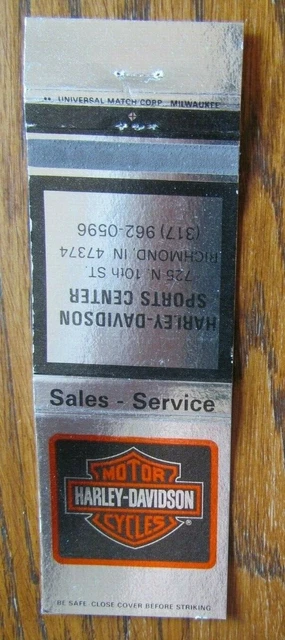 UNIVERSAL MATCH CORP MILWAUKEE
HARLEY-DAVIDSON
SPORTS CENTER
725 N. 10th ST.
RICHMOND, IN 47374
(317) 962-0596
Sales - Service
MOTOR
HARLEY-DAVIDSON
CYCLES
®
BE SAFE. CLOSE COVER BEFORE STRIKING